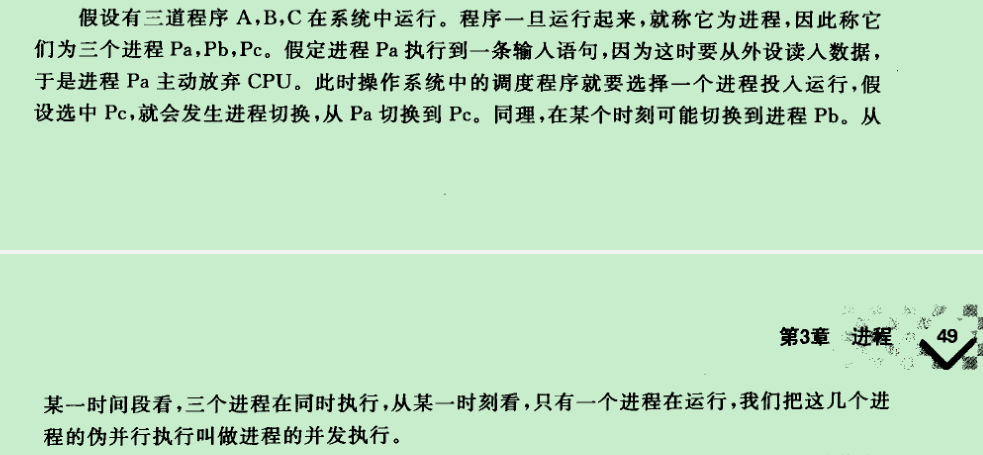 假设有三道程序 A,B,C 在系统中运行。程序一旦运行起来,就称它为进程,因此称它
们为三个进程 Pa,Pb,Pc。假定进程 Pa 执行到一条输入语句,因为这时要从外设读入数据,
于是进程 Pa 主动放弃 CPU。此时操作系统中的调度程序就要选择一个进程投入运行,假
设选中 Pc,就会发生进程切换,从 Pa 切换到 Pc。同理,在某个时刻可能切换到进程 Pb。从
第3章 进程 49
某一时间段看,三个进程在同时执行,从某一时刻看,只有一个进程在运行,我们把这几个进
程的伪并行执行叫做进程的并发执行。